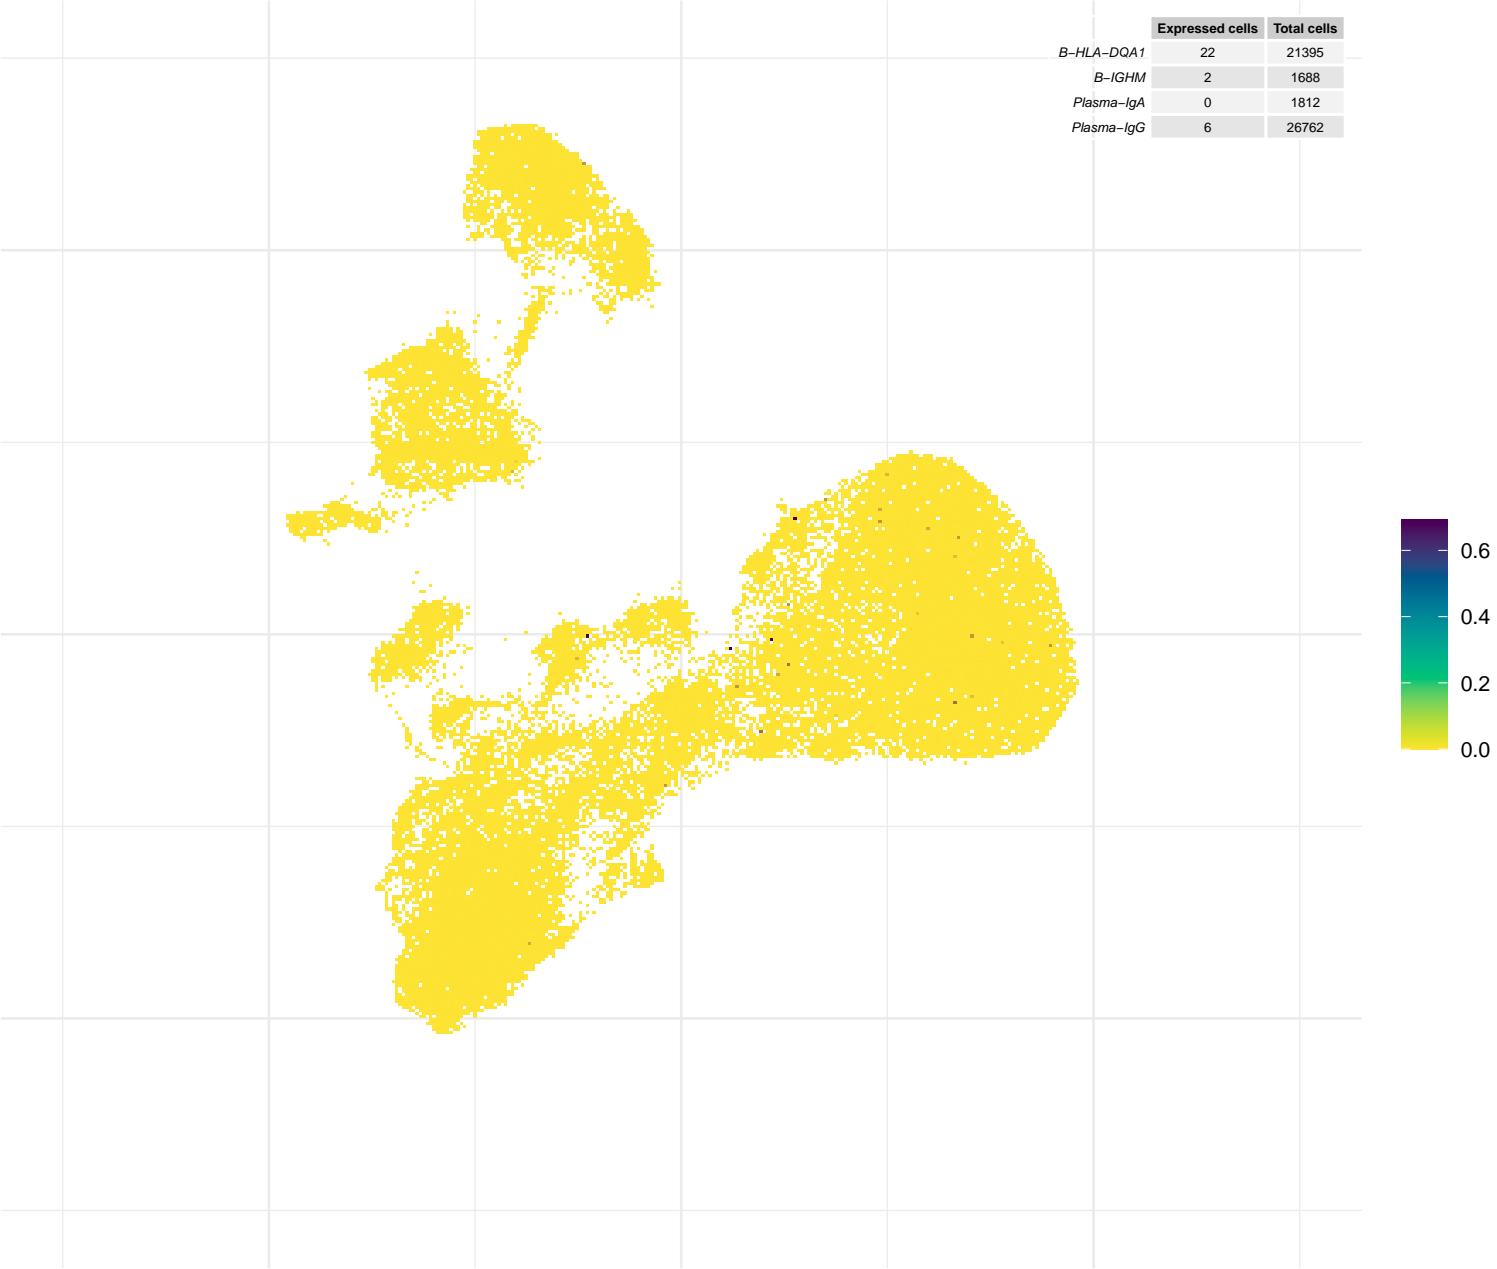 Expressed cells Total cells
B−HLA−DQA1 22 21395
B−IGHM 2 1688
Plasma−IgA 0 1812
Plasma−IgG 6 26762
0.6
0.4
0.2
0.0